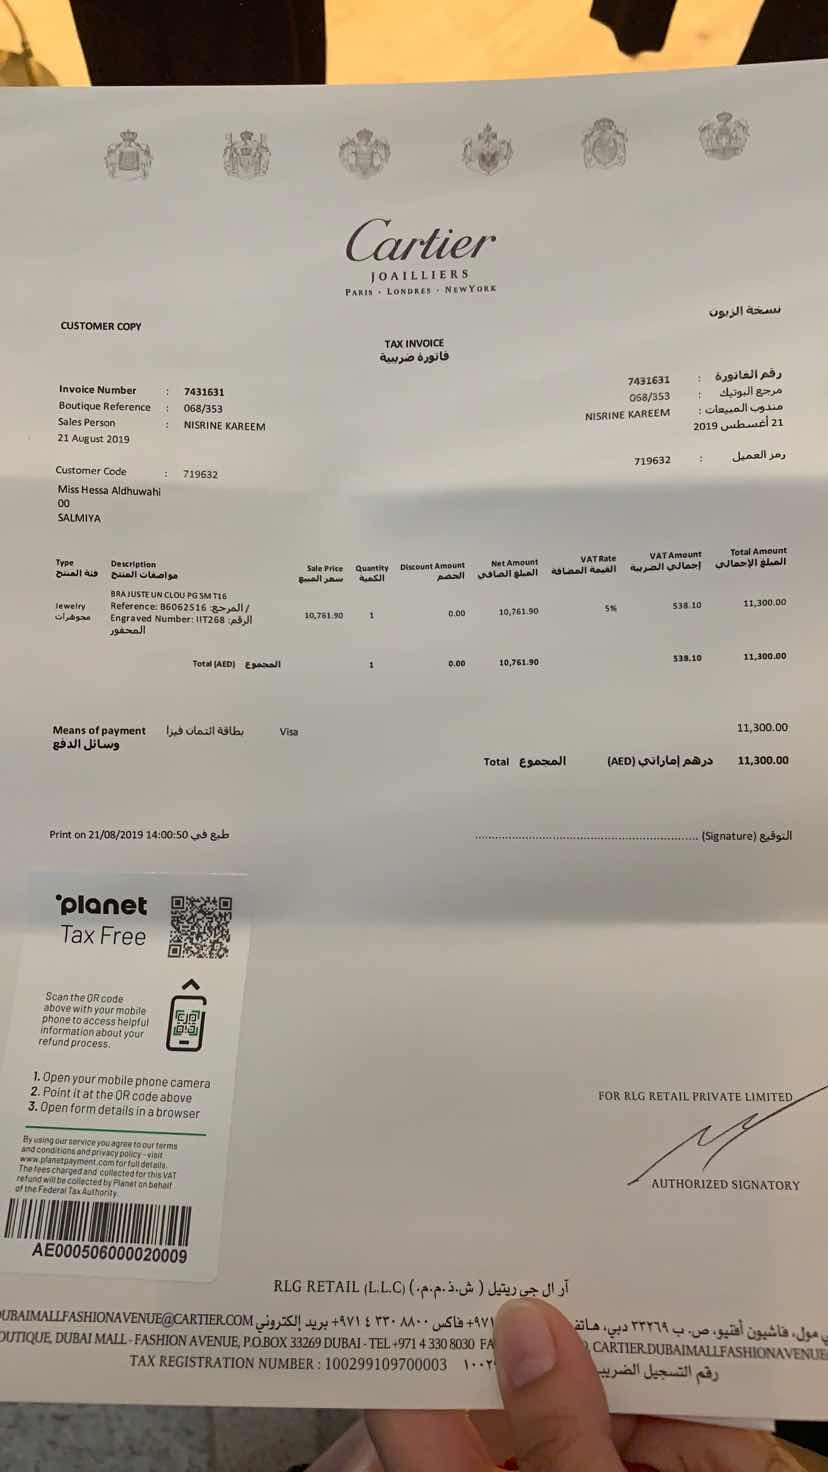 Cartier
JOAILLIERS
PARIS · LONDRES · NEW YORK
CUSTOMER COPY
نسخة الزبون
TAX INVOICE
فاتورة ضريبية
Invoice Number : 7431631
7431631 : رقم الفاتورة
Boutique Reference : 068/353
068/353 : مرجع البوتيك
Sales Person : NISRINE KAREEM
NISRINE KAREEM : مندوب المبيعات
21 August 2019
21 أغسطس 2019
Customer Code : 719632
719632 : رمز العميل
Miss Hessa Aldhuwahi
00
SALMIYA
Type Description Sale Price Quantity Discount Amount Net Amount VAT Rate VAT Amount Total Amount
فئة المنتج مواصفات المنتج سعر المبيع الكمية الخصم المبلغ الصافي القيمة المضافة إجمالي الضريبة المبلغ الإجمالي
BRA JUSTE UN CLOU PG SM T16
Jewelry Reference: B6062516 :المرجع / 10,761.90 1 0.00 10,761.90 5% 538.10 11,300.00
مجوهرات Engraved Number: IIT268 :الرقم
المحفور
Total (AED) المجموع 1 0.00 10,761.90 538.10 11,300.00
Means of payment بطاقة ائتمان فيزا Visa 11,300.00
وسائل الدفع
Total المجموع (AED) درهم إماراتي 11,300.00
Print on 21/08/2019 14:00:50 طبع في
(Signature) التوقيع
planet
Tax Free
Scan the QR code
above with your mobile
phone to access helpful
information about your
refund process.
1. Open your mobile phone camera
2. Point it at the QR code above
3. Open form details in a browser
By using our service you agree to our terms
and conditions and privacy policy - visit
www.planetpayment.com for full details.
The fees charged and collected for this VAT
refund will be collected by Planet on behalf
of the Federal Tax Authority.
AE000506000020009
FOR RLG RETAIL PRIVATE LIMITED
AUTHORIZED SIGNATORY
RLG RETAIL (L.L.C) (.آر ال جي ريتيل ( ش.ذ.م.م
مول، فاشيون أفنيو، ص. ب ٣٣٢٦٩ دبي، هاتف +٩٧١ فاكس ٨٨٠٠ ٣٣٠ ٤ ٩٧١+ بريد إلكتروني UBAIMALLFASHIONAVENUE@CARTIER.COM
OUTIQUE, DUBAI MALL - FASHION AVENUE, P.O.BOX 33269 DUBAI - TEL +971 4 330 8030 CARTIER.DUBAIMALLFASHIONAVENUE
TAX REGISTRATION NUMBER : 100299109700003 رقم التسجيل